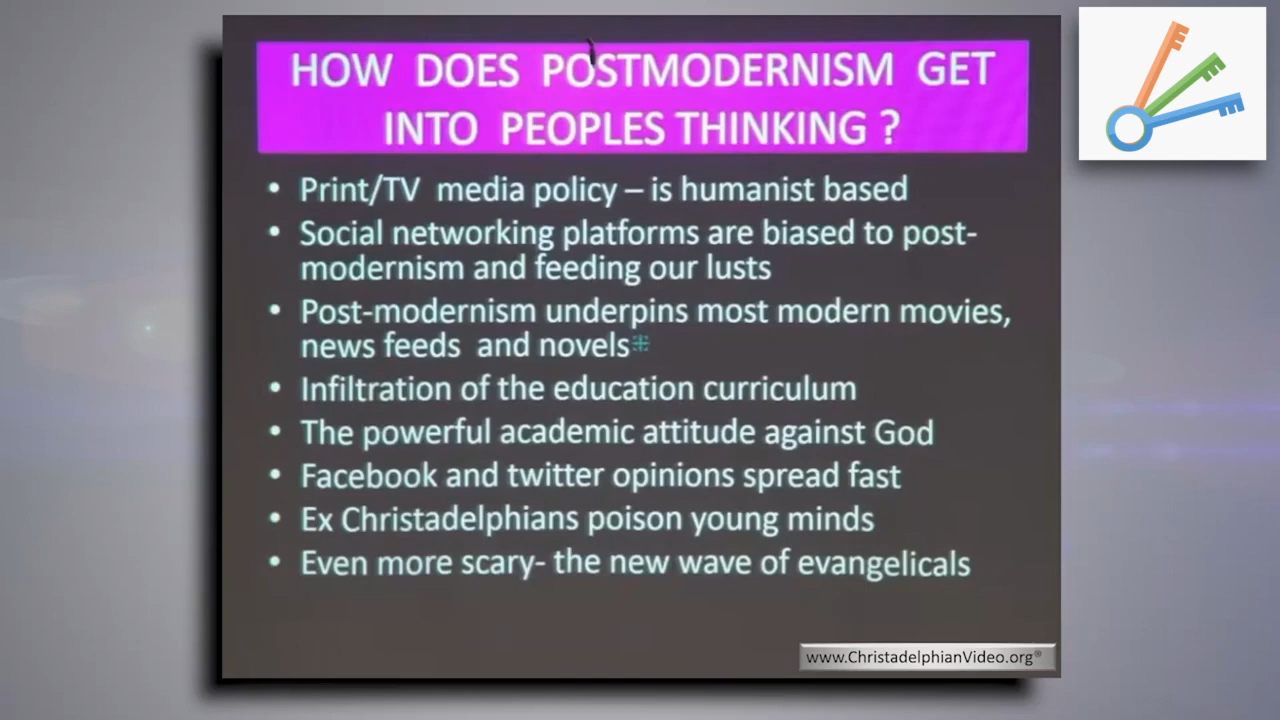 HOW DOES POSTMODERNISM GET
INTO PEOPLES THINKING ?
• Print/TV media policy – is humanist based
• Social networking platforms are biased to post-
modernism and feeding our lusts
• Post-modernism underpins most modern movies,
news feeds and novels
• Infiltration of the education curriculum
• The powerful academic attitude against God
• Facebook and twitter opinions spread fast
• Ex Christadelphians poison young minds
• Even more scary- the new wave of evangelicals
www.ChristadelphianVideo.org®